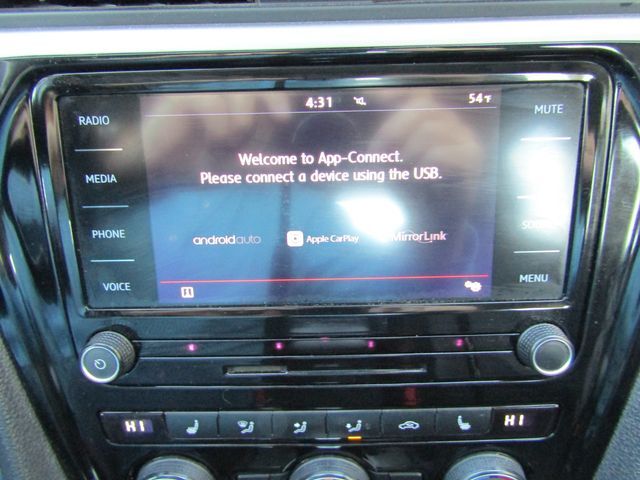 RADIO
MEDIA
PHONE
VOICE
4:31
54°F
Welcome to App-Connect.
Please connect a device using the USB.
androidauto
Apple CarPlay
MirrorLink
MUTE
MENU
HI
HI